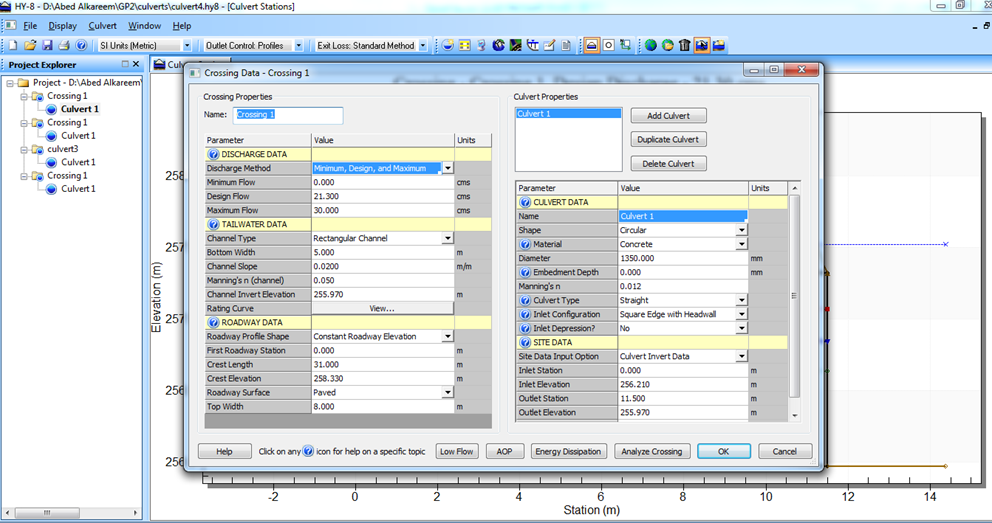 HY-8 - D:\Abed Alkareem\GP2\culverts\culvert4.hy8 - [Culvert Stations]
File Display Culvert Window Help
SI Units (Metric) Outlet Control: Profiles Exit Loss: Standard Method
Project Explorer
Project - D:\Abed Alkareem\
Crossing 1
Culvert 1
Crossing 1
Culvert 1
culvert3
Culvert 1
Crossing 1
Culvert 1
Crossing Data - Crossing 1
Crossing Properties
Name: Crossing 1
Parameter Value Units
DISCHARGE DATA
Discharge Method Minimum, Design, and Maximum
Minimum Flow 0.000 cms
Design Flow 21.300 cms
Maximum Flow 30.000 cms
TAILWATER DATA
Channel Type Rectangular Channel
Bottom Width 5.000 m
Channel Slope 0.0200 m/m
Manning's n (channel) 0.050
Channel Invert Elevation 255.970 m
Rating Curve View...
ROADWAY DATA
Roadway Profile Shape Constant Roadway Elevation
First Roadway Station 0.000 m
Crest Length 31.000 m
Crest Elevation 258.330 m
Roadway Surface Paved
Top Width 8.000 m
Culvert Properties
Culvert 1
Add Culvert
Duplicate Culvert
Delete Culvert
Parameter Value Units
CULVERT DATA
Name Culvert 1
Shape Circular
Material Concrete
Diameter 1350.000 mm
Embedment Depth 0.000 mm
Manning's n 0.012
Culvert Type Straight
Inlet Configuration Square Edge with Headwall
Inlet Depression? No
SITE DATA
Site Data Input Option Culvert Invert Data
Inlet Station 0.000 m
Inlet Elevation 256.210 m
Outlet Station 11.500 m
Outlet Elevation 255.970 m
Help Click on any icon for help on a specific topic Low Flow AOP Energy Dissipation Analyze Crossing OK Cancel
Elevation (m)
-2 0 2 4 6 8 10 12 14
Station (m)